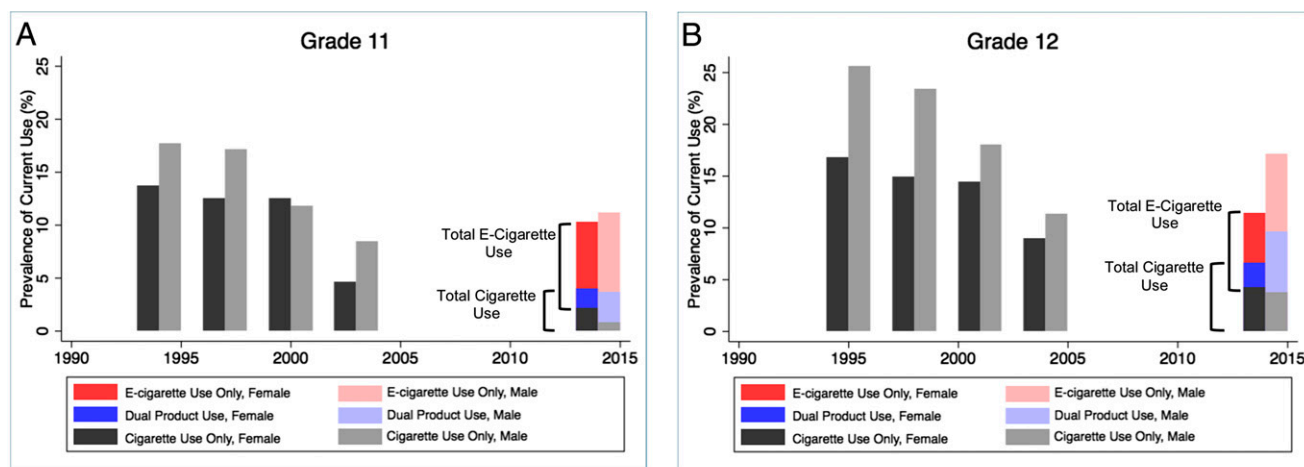 A
Grade 11
Prevalence of Current Use (%)
25
20
15
10
5
0
Total E-Cigarette
Use
Total Cigarette
Use
1990 1995 2000 2005 2010 2015
E-cigarette Use Only, Female E-cigarette Use Only, Male
Dual Product Use, Female Dual Product Use, Male
Cigarette Use Only, Female Cigarette Use Only, Male
B
Grade 12
Prevalence of Current Use (%)
25
20
15
10
5
0
Total E-Cigarette
Use
Total Cigarette
Use
1990 1995 2000 2005 2010 2015
E-cigarette Use Only, Female E-cigarette Use Only, Male
Dual Product Use, Female Dual Product Use, Male
Cigarette Use Only, Female Cigarette Use Only, Male